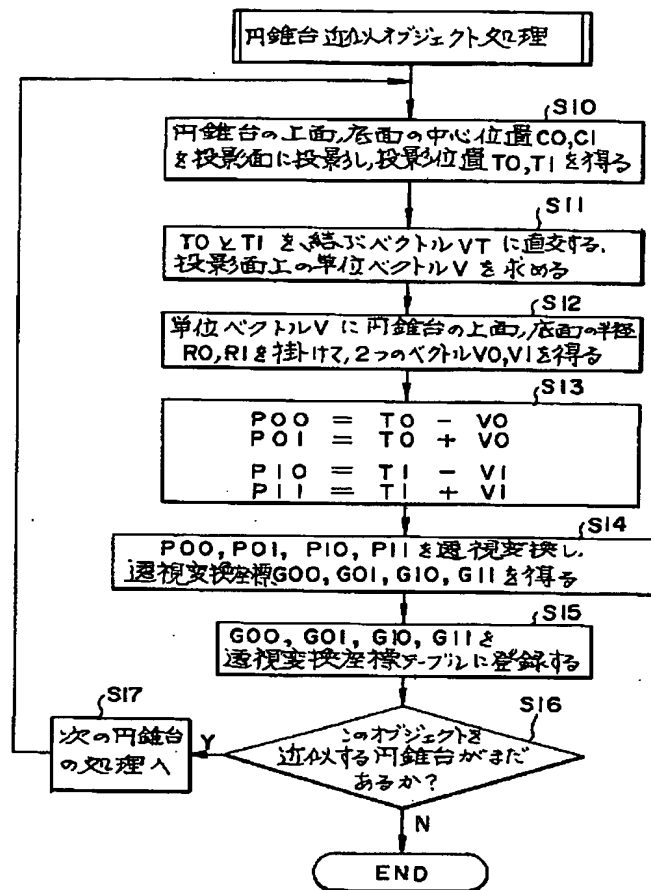 円錐台近似オブジェクト処理
S10
円錐台の上面,底面の中心位置C0,C1
を投影面に投影し,投影位置T0,T1を得る
S11
T0とT1を結ぶベクトルVTに直交する,
投影面上の単位ベクトルVを求める
S12
単位ベクトルVに円錐台の上面,底面の半径
R0,R1を掛けて,2つのベクトルV0,V1を得る
S13
P00 = T0 - V0
P01 = T0 + V0
P10 = T1 - V1
P11 = T1 + V1
S14
P00,P01,P10,P11を透視変換し,
透視変換座標G00,G01,G10,G11を得る
S15
G00,G01,G10,G11を
透視変換座標テーブルに登録する
S16
このオブジェクトを
近似する円錐台がまだ
あるか?
Y
S17
次の円錐台
の処理へ
N
END